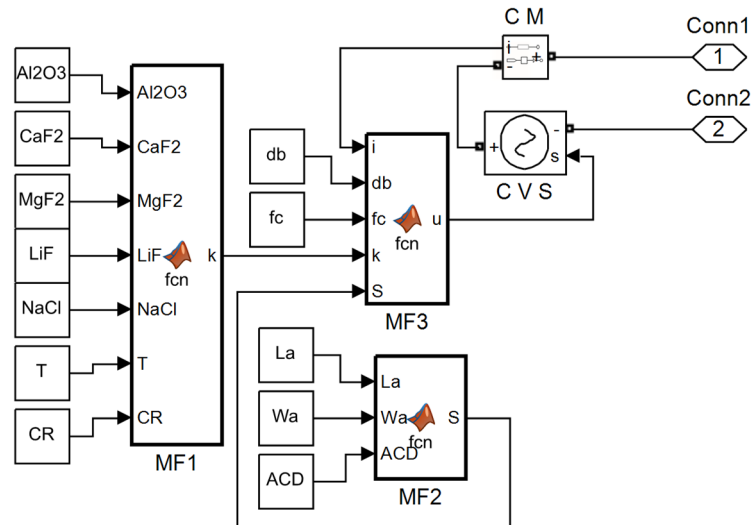 C M
Conn1
i
+
-
1
Al2O3
Al2O3
CaF2
CaF2
MgF2
MgF2
LiF
LiF
fcn
k
NaCl
NaCl
T
T
CR
CR
MF1
db
fc
i
db
fc
fcn
u
k
S
MF3
Conn2
+
-
s
2
C V S
La
La
Wa
Wa
fcn
S
ACD
ACD
MF2